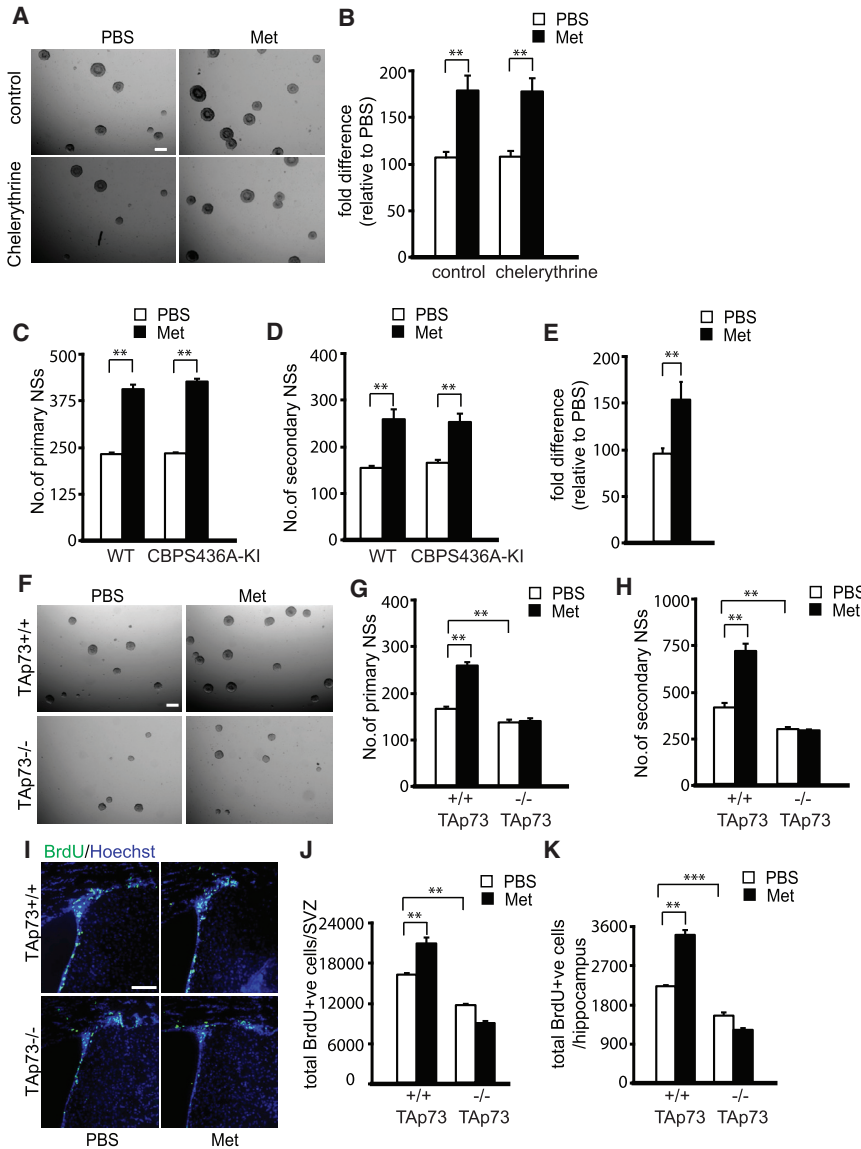 A
PBS
Met
control
Chelerythrine
B
PBS
Met
**
**
fold difference
(relative to PBS)
200
150
100
50
0
control
chelerythrine
C
PBS
Met
**
**
No.of primary NSs
500
375
250
125
0
WT
CBPS436A-KI
D
PBS
Met
**
**
No.of secondary NSs
400
300
200
100
0
WT
CBPS436A-KI
E
PBS
Met
**
fold difference
(relative to PBS)
200
150
100
50
0
F
PBS
Met
TAp73+/+
TAp73-/-
G
PBS
Met
**
**
No.of primary NSs
400
300
200
100
0
+/+
-/-
TAp73
TAp73
H
PBS
Met
**
**
No.of secondary NSs
1000
750
500
250
0
+/+
-/-
TAp73
TAp73
I
BrdU/Hoechst
TAp73+/+
TAp73-/-
PBS
Met
J
PBS
Met
**
**
total BrdU+ve cells/SVZ
24000
18000
12000
6000
0
+/+
-/-
TAp73
TAp73
K
PBS
Met
***
**
total BrdU+ve cells
/hippocampus
3600
2700
1800
900
0
+/+
-/-
TAp73
TAp73